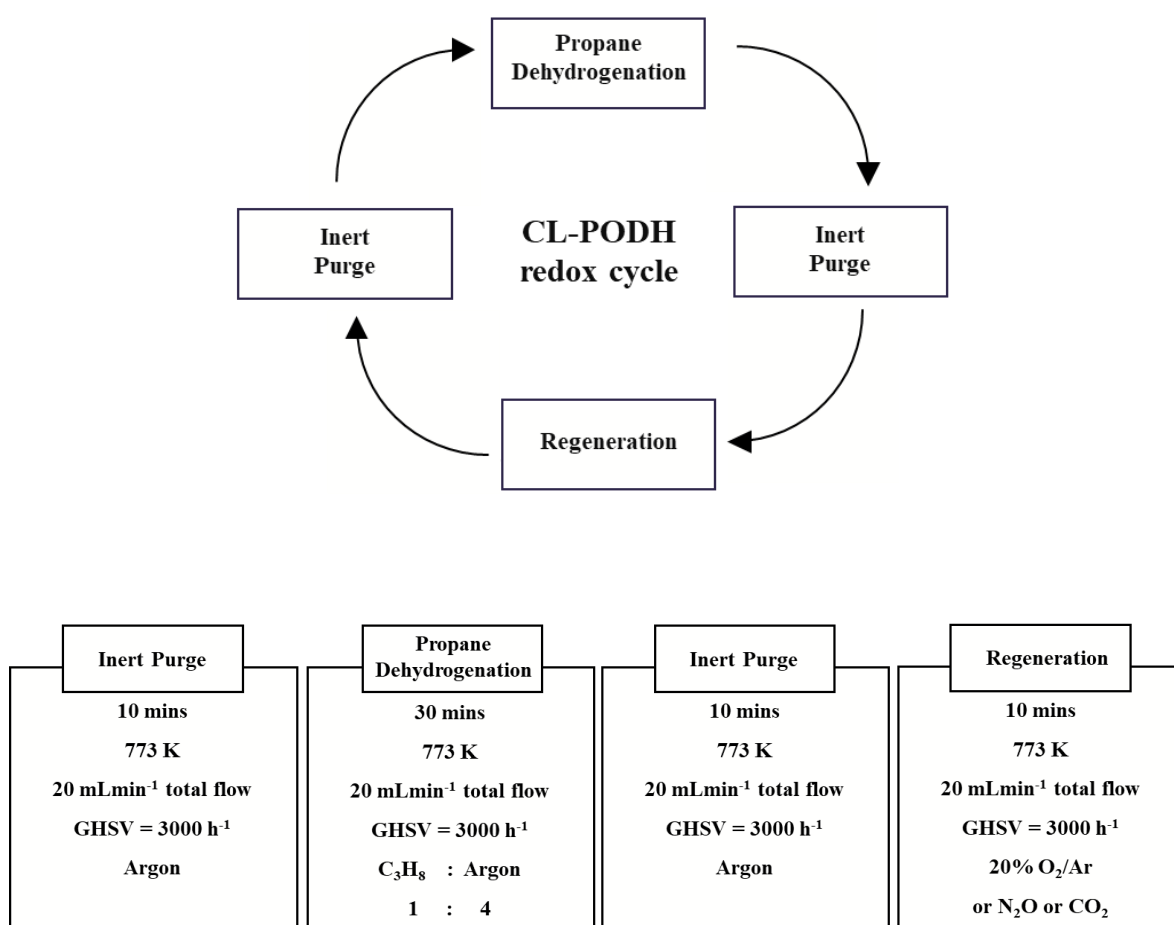 Propane
Dehydrogenation
Inert
Purge
CL-PODH
redox cycle
Inert
Purge
Regeneration
Inert Purge
10 mins
773 K
20 mLmin⁻¹ total flow
GHSV = 3000 h⁻¹
Argon
Propane
Dehydrogenation
30 mins
773 K
20 mLmin⁻¹ total flow
GHSV = 3000 h⁻¹
C₃H₈ : Argon
1 : 4
Inert Purge
10 mins
773 K
20 mLmin⁻¹ total flow
GHSV = 3000 h⁻¹
Argon
Regeneration
10 mins
773 K
20 mLmin⁻¹ total flow
GHSV = 3000 h⁻¹
20% O₂/Ar
or N₂O or CO₂